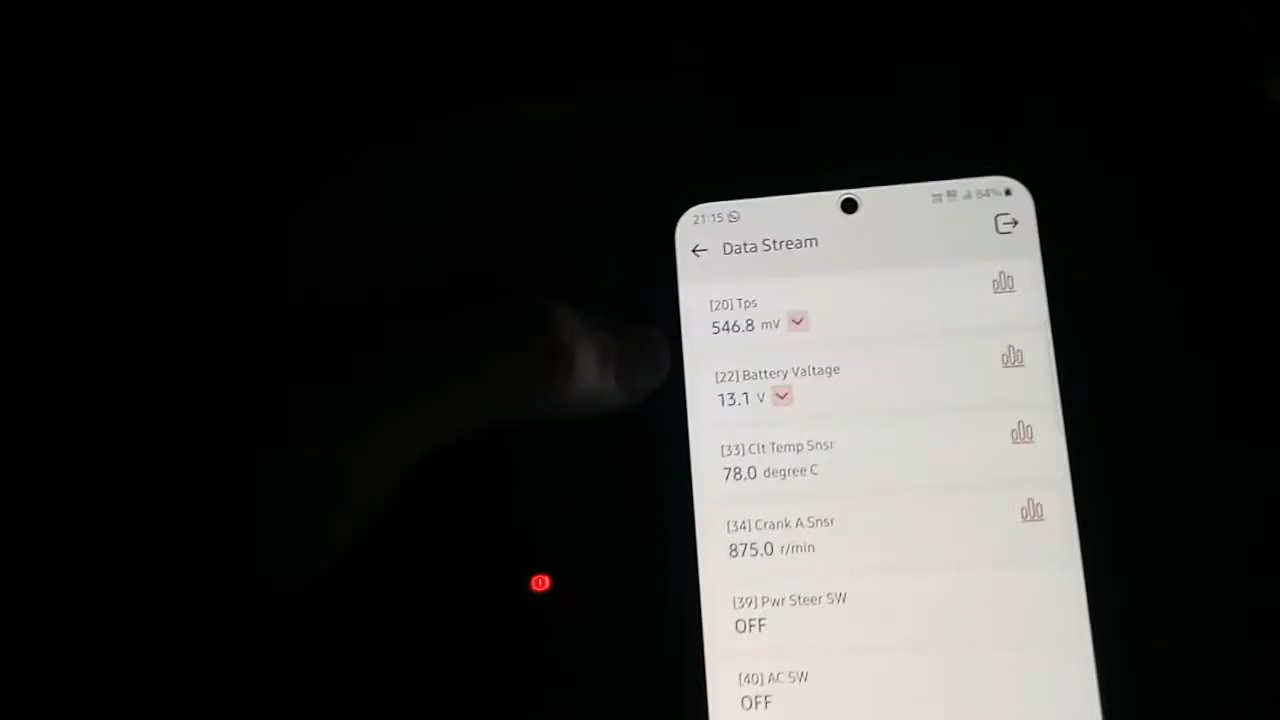 21:15
84%
Data Stream
[20] Tps
546.8 mV
[22] Battery Valtage
13.1 V
[33] Clt Temp Snsr
78.0 degree C
[34] Crank A Snsr
875.0 r/min
[39] Pwr Steer SW
OFF
[40] AC SW
OFF